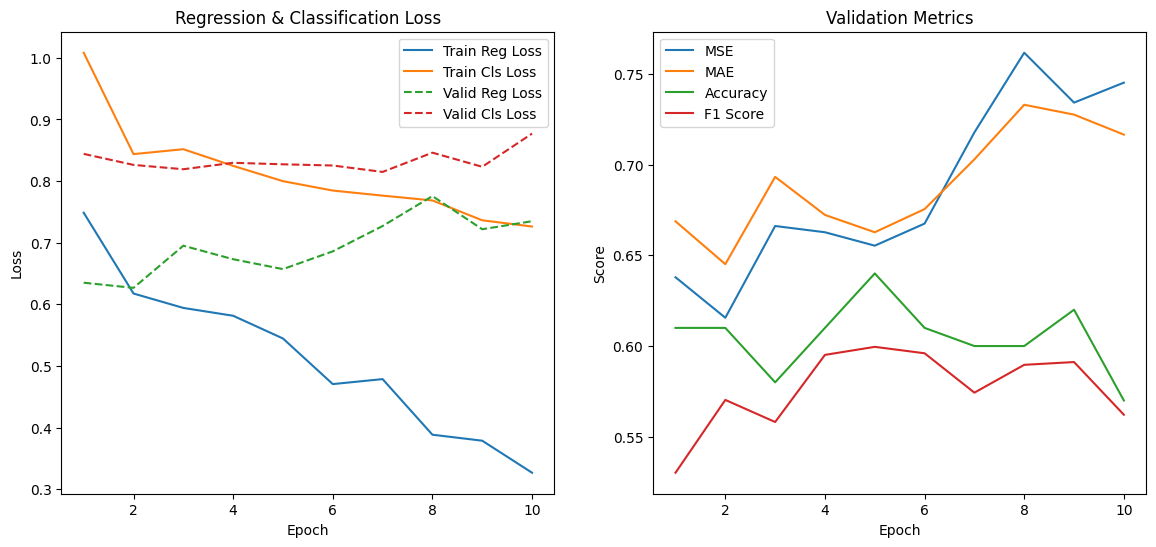 Regression & Classification Loss
Train Reg Loss
Train Cls Loss
Valid Reg Loss
Valid Cls Loss
1.0
0.9
0.8
0.7
0.6
0.5
0.4
0.3
Loss
2 4 6 8 10
Epoch
Validation Metrics
MSE
MAE
Accuracy
F1 Score
0.75
0.70
0.65
0.60
0.55
Score
2 4 6 8 10
Epoch